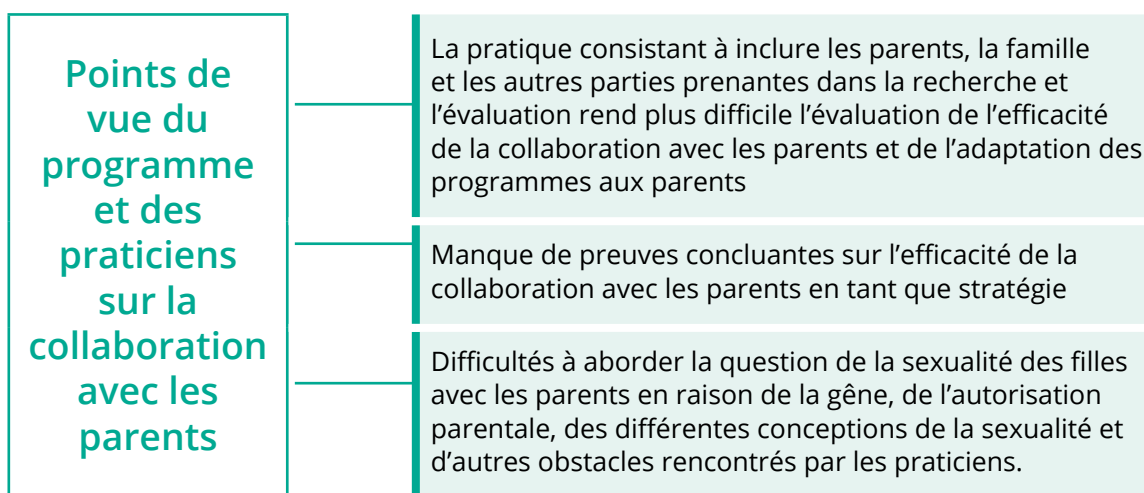 Points de
vue du
programme
et des
praticiens
sur la
collaboration
avec les
parents
La pratique consistant à inclure les parents, la famille
et les autres parties prenantes dans la recherche et
l’évaluation rend plus difficile l’évaluation de l’efficacité
de la collaboration avec les parents et de l’adaptation des
programmes aux parents
Manque de preuves concluantes sur l’efficacité de la
collaboration avec les parents en tant que stratégie
Difficultés à aborder la question de la sexualité des filles
avec les parents en raison de la gêne, de l’autorisation
parentale, des différentes conceptions de la sexualité et
d’autres obstacles rencontrés par les praticiens.